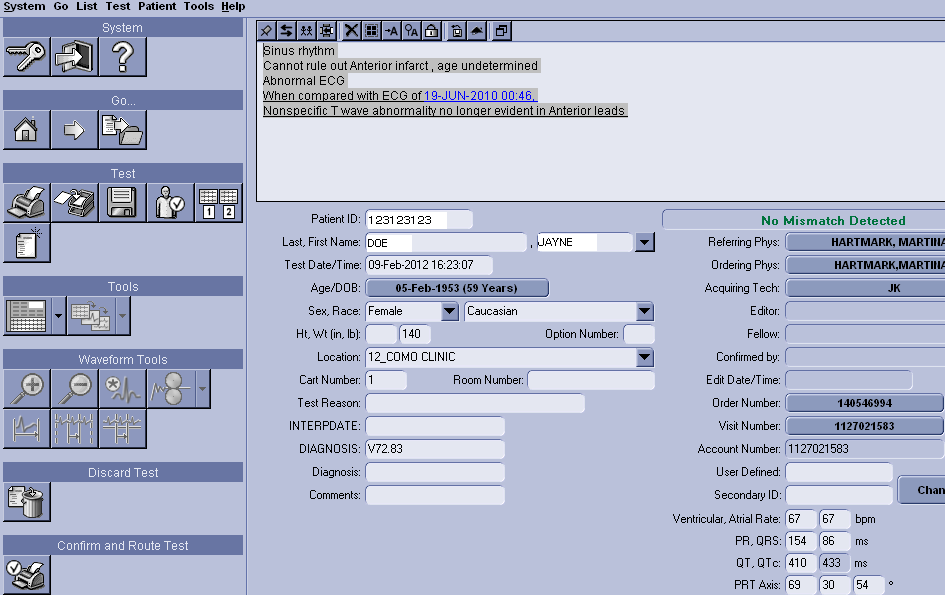 System Go List Test Patient Tools Help
System
Go...
Test
1 2
Tools
Waveform Tools
Discard Test
Confirm and Route Test
Sinus rhythm
Cannot rule out Anterior infarct , age undetermined
Abnormal ECG
When compared with ECG of 19-JUN-2010 00:46,
Nonspecific T wave abnormality no longer evident in Anterior leads
Patient ID: 123123123
Last, First Name: DOE , JAYNE
Test Date/Time: 09-Feb-2012 16:23:07
Age/DOB: 05-Feb-1953 (59 Years)
Sex, Race: Female Caucasian
Ht, Wt (in, lb): 140 Option Number:
Location: 12_COMO CLINIC
Cart Number: 1 Room Number:
Test Reason:
INTERPDATE:
DIAGNOSIS: V72.83
Diagnosis:
Comments:
No Mismatch Detected
Referring Phys: HARTMARK, MARTINA
Ordering Phys: HARTMARK,MARTINA
Acquiring Tech: JK
Editor:
Fellow:
Confirmed by:
Edit Date/Time:
Order Number: 140546994
Visit Number: 1127021583
Account Number: 1127021583
User Defined:
Secondary ID:
Chan
Ventricular, Atrial Rate: 67 67 bpm
PR, QRS: 154 86 ms
QT, QTc: 410 433 ms
PRT Axis: 69 30 54 °